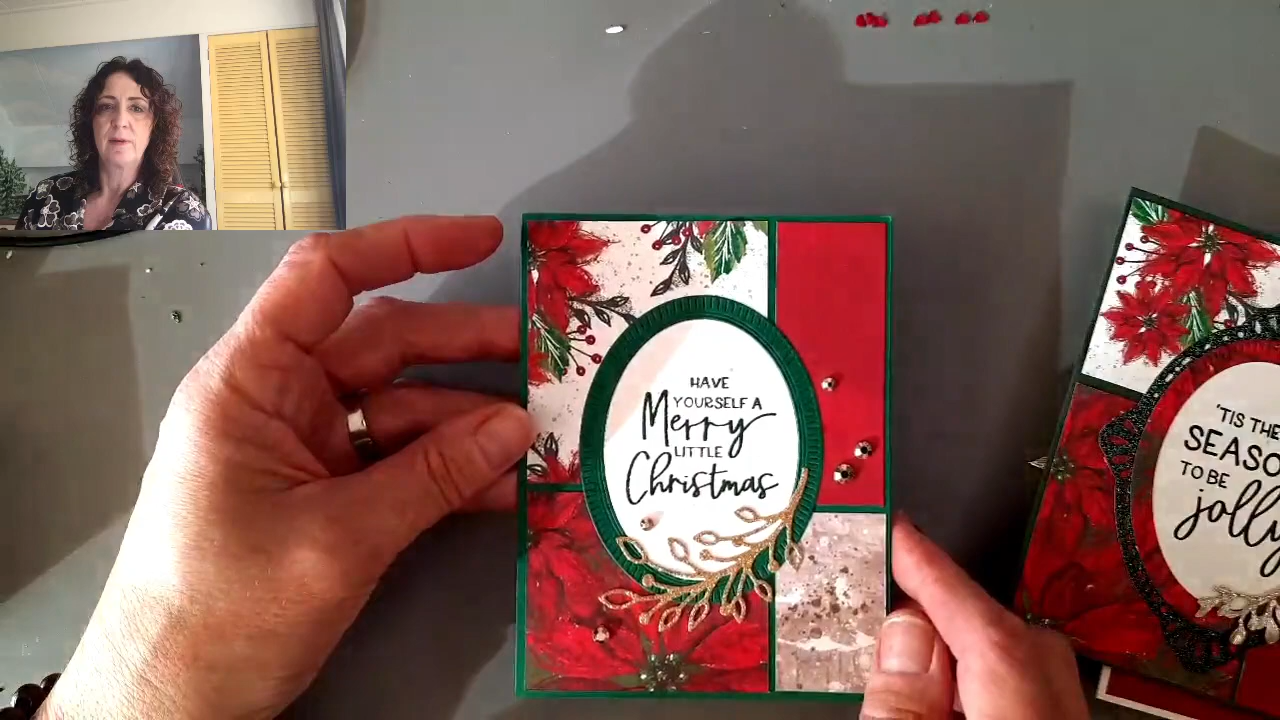 HAVE
YOURSELF A
Merry
LITTLE
Christmas
'TIS THE
SEASO
TO BE
jolly